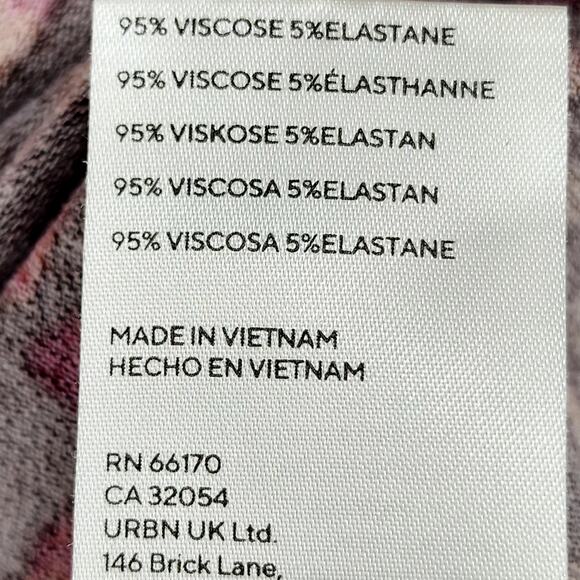 95% VISCOSE 5%ELASTANE
95% VISCOSE 5%ÉLASTHANNE
95% VISKOSE 5%ELASTAN
95% VISCOSA 5%ELASTAN
95% VISCOSA 5%ELASTANE
MADE IN VIETNAM
HECHO EN VIETNAM
RN 66170
CA 32054
URBN UK Ltd.
146 Brick Lane,